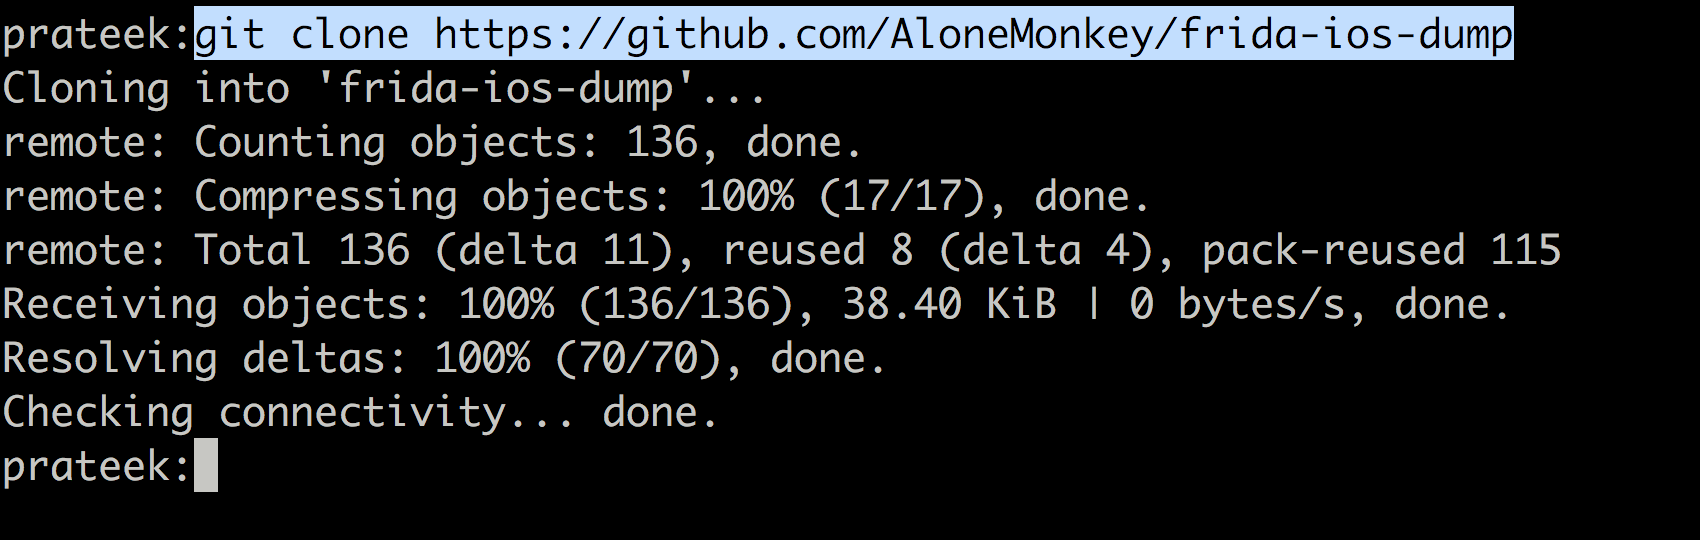 prateek:git clone https://github.com/AloneMonkey/frida-ios-dump
Cloning into 'frida-ios-dump'...
remote: Counting objects: 136, done.
remote: Compressing objects: 100% (17/17), done.
remote: Total 136 (delta 11), reused 8 (delta 4), pack-reused 115
Receiving objects: 100% (136/136), 38.40 KiB | 0 bytes/s, done.
Resolving deltas: 100% (70/70), done.
Checking connectivity... done.
prateek: